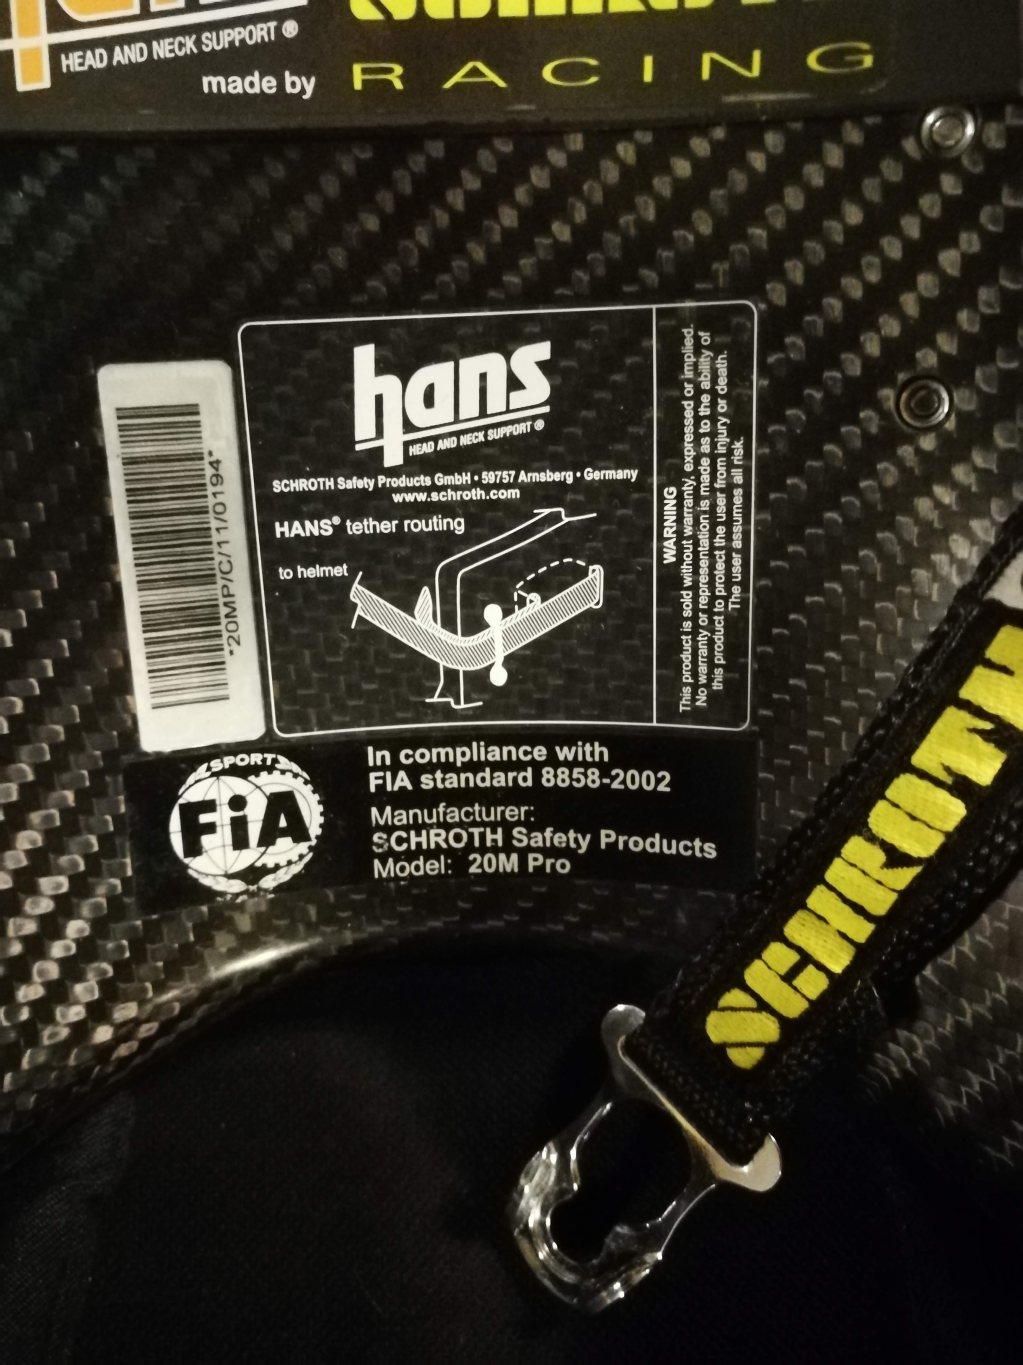 HEAD AND NECK SUPPORT ®
made by
RACING
hans
HEAD AND NECK SUPPORT ®
SCHROTH Safety Products GmbH • 59757 Arnsberg • Germany
www.schroth.com
HANS® tether routing
to helmet
WARNING
This product is sold without warranty, expressed or implied.
No warranty or representation is made as to the ability of
this product to protect the user from injury or death.
The user assumes all risk.
*20MP/C/11/0194*
SPORT
FiA
In compliance with
FIA standard 8858-2002
Manufacturer:
SCHROTH Safety Products
Model: 20M Pro
SCHROTH